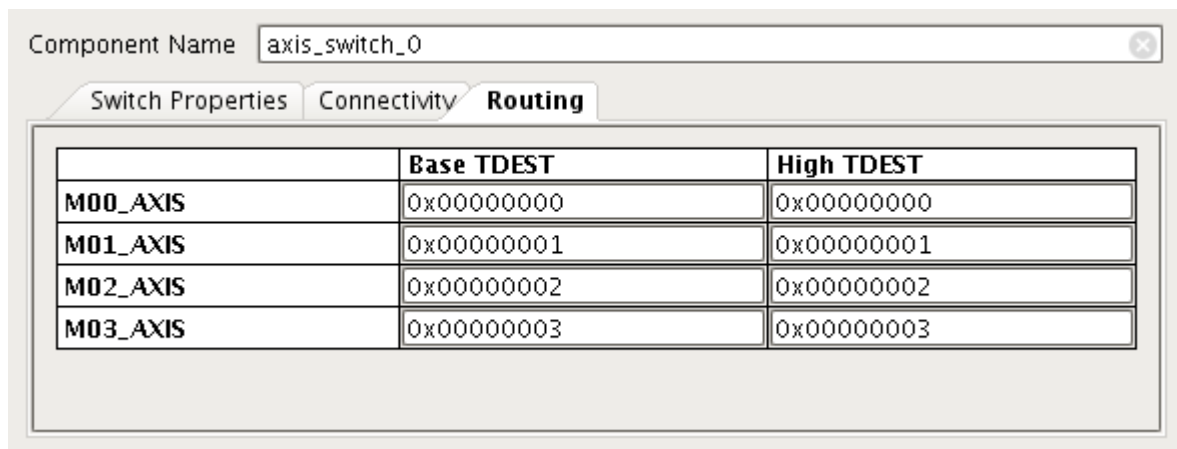 Component Name axis_switch_0
Switch Properties Connectivity Routing
Base TDEST High TDEST
M00_AXIS 0x00000000 0x00000000
M01_AXIS 0x00000001 0x00000001
M02_AXIS 0x00000002 0x00000002
M03_AXIS 0x00000003 0x00000003